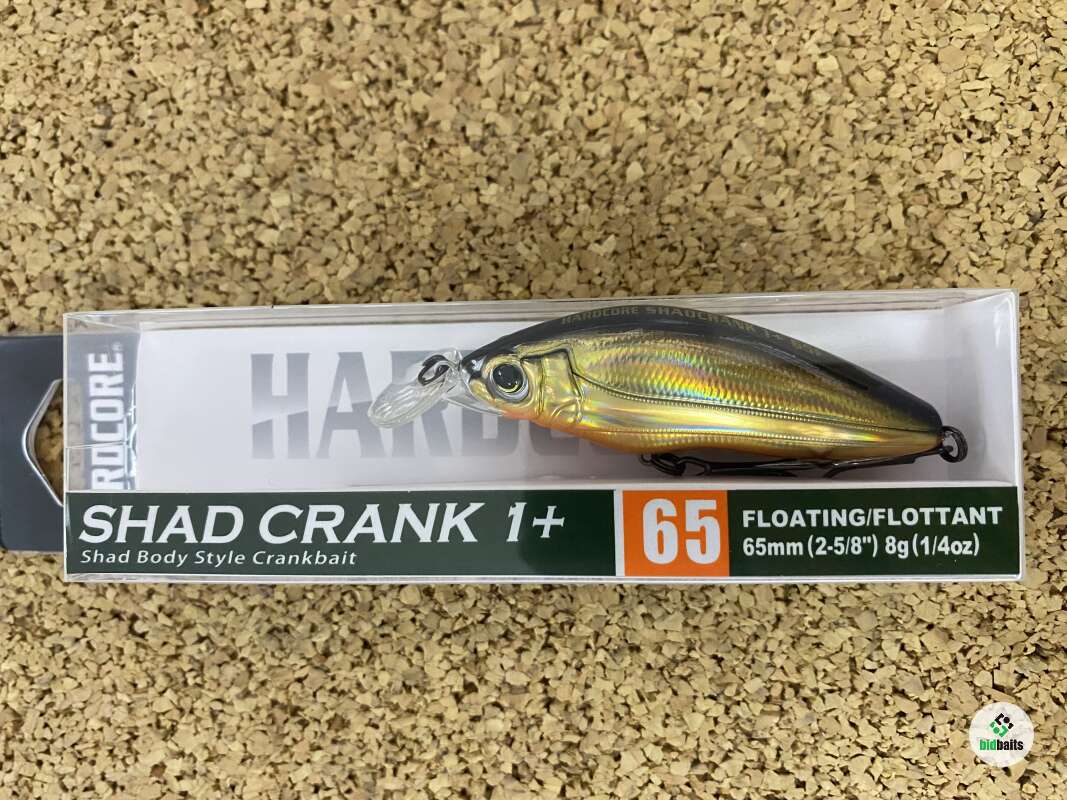 HARDCORE SHADCRANK 1+
HARDCORE
RDCORE®
SHAD CRANK 1+
Shad Body Style Crankbait
65
FLOATING/FLOTTANT
65mm (2-5/8") 8g (1/4oz)
bidbaits